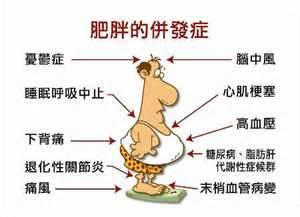 肥胖的併發症
憂鬱症
腦中風
睡眠呼吸中止
心肌梗塞
下背痛
高血壓
糖尿病、脂肪肝
代謝性症候群
退化性關節炎
痛風
末梢血管病變